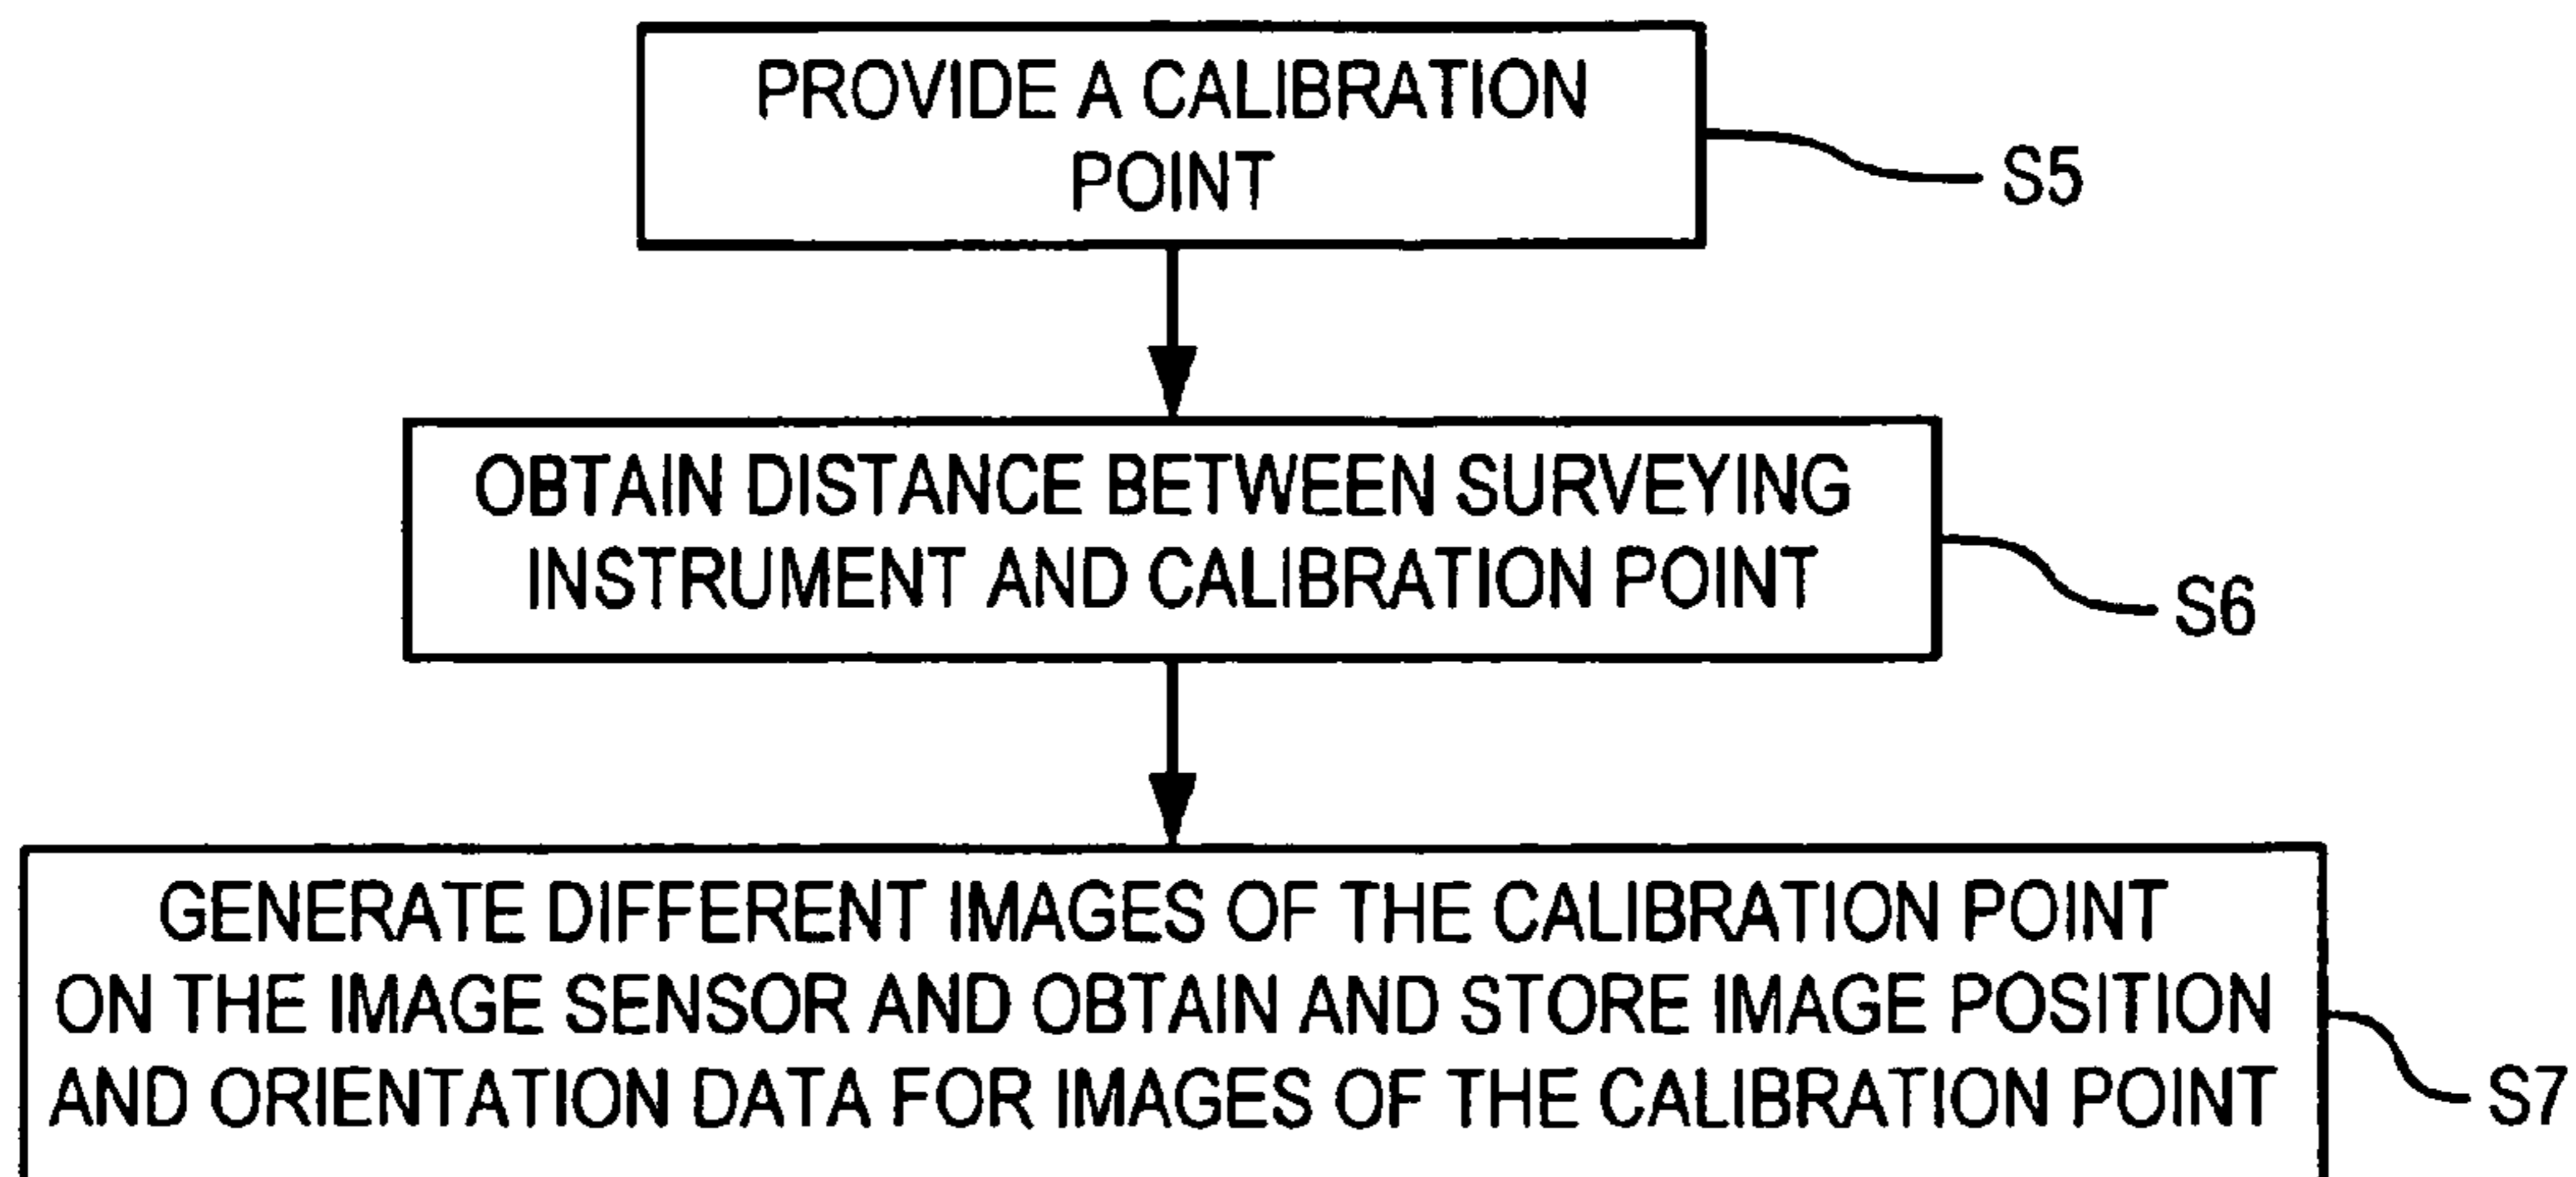 PROVIDE A CALIBRATION
POINT
S5
OBTAIN DISTANCE BETWEEN SURVEYING
INSTRUMENT AND CALIBRATION POINT
S6
GENERATE DIFFERENT IMAGES OF THE CALIBRATION POINT
ON THE IMAGE SENSOR AND OBTAIN AND STORE IMAGE POSITION
AND ORIENTATION DATA FOR IMAGES OF THE CALIBRATION POINT
S7